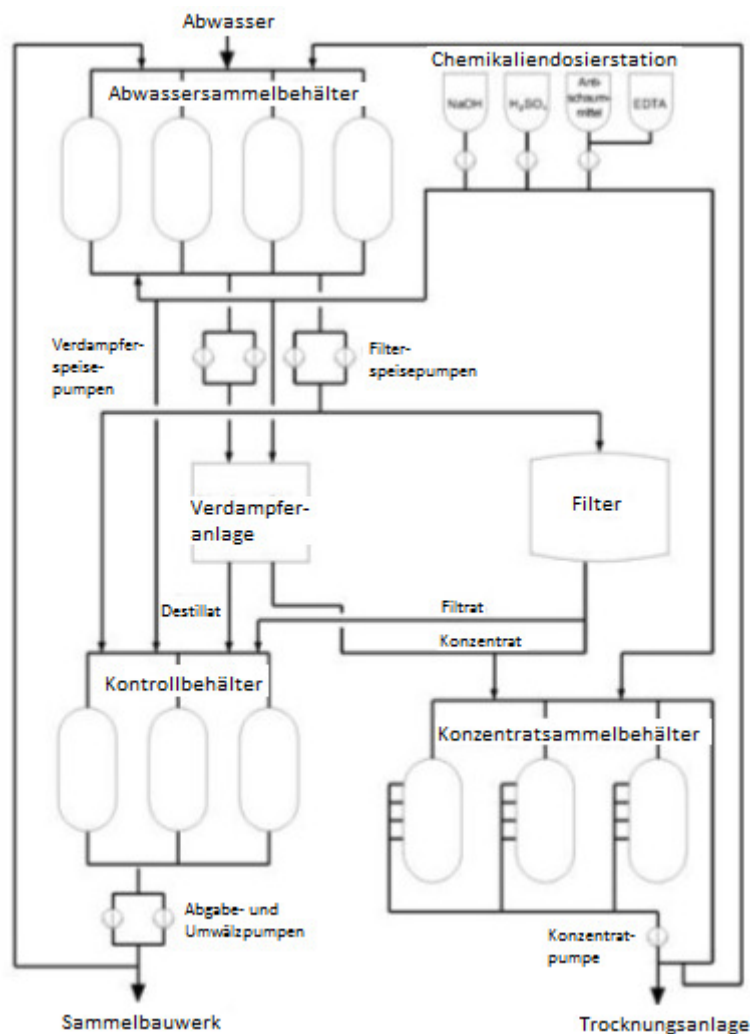 Abwasser
Chemikaliendosierstation
Abwassersammelbehälter
NaOH
H₂SO₄
Anti-
schaum-
mittel
EDTA
Verdampfer-
speise-
pumpen
Filter-
speisepumpen
Verdampfer-
anlage
Filter
Destillat
Filtrat
Konzentrat
Kontrollbehälter
Konzentratsammelbehälter
Abgabe- und
Umwälzpumpen
Konzentrat-
pumpe
Sammelbauwerk
Trocknungsanlage